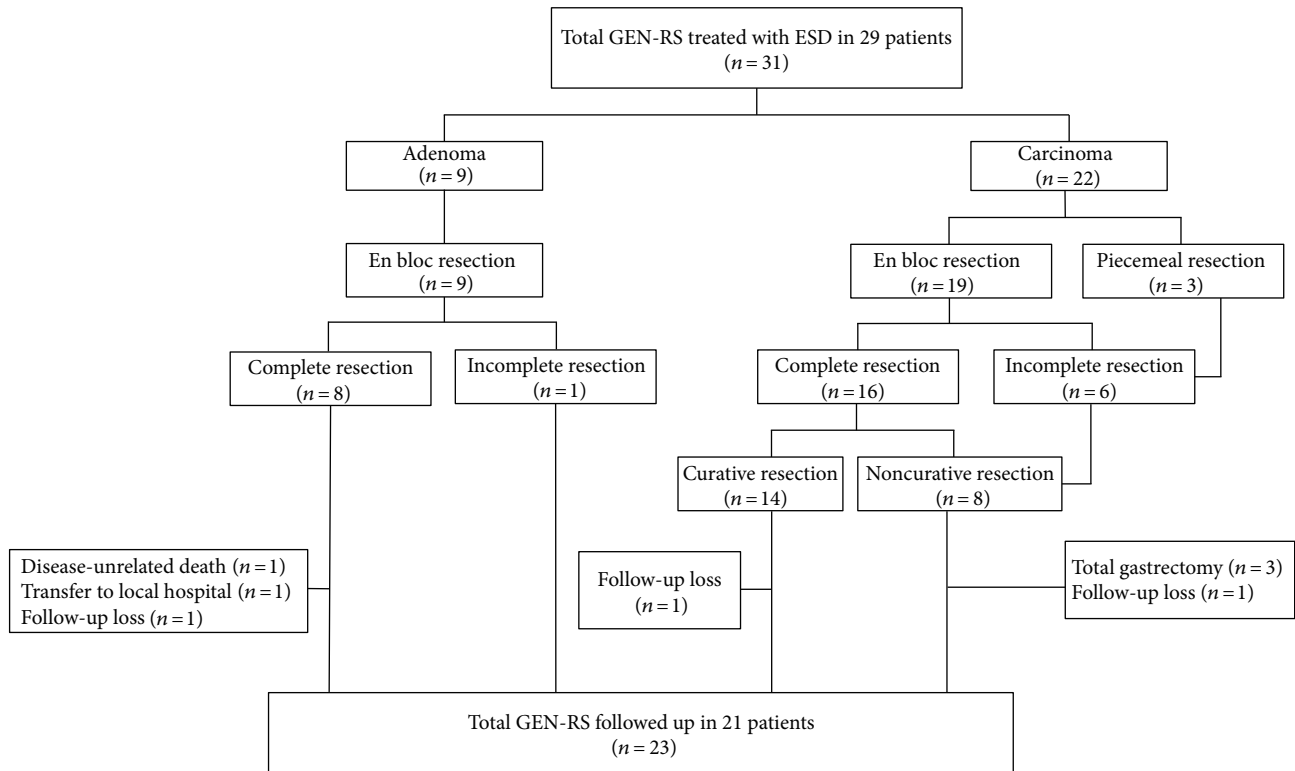 Total GEN-RS treated with ESD in 29 patients
(n = 31)
Adenoma
(n = 9)
Carcinoma
(n = 22)
En bloc resection
(n = 9)
En bloc resection
(n = 19)
Piecemeal resection
(n = 3)
Complete resection
(n = 8)
Incomplete resection
(n = 1)
Complete resection
(n = 16)
Incomplete resection
(n = 6)
Curative resection
(n = 14)
Noncurative resection
(n = 8)
Disease-unrelated death (n = 1)
Transfer to local hospital (n = 1)
Follow-up loss (n = 1)
Follow-up loss
(n = 1)
Total gastrectomy (n = 3)
Follow-up loss (n = 1)
Total GEN-RS followed up in 21 patients
(n = 23)